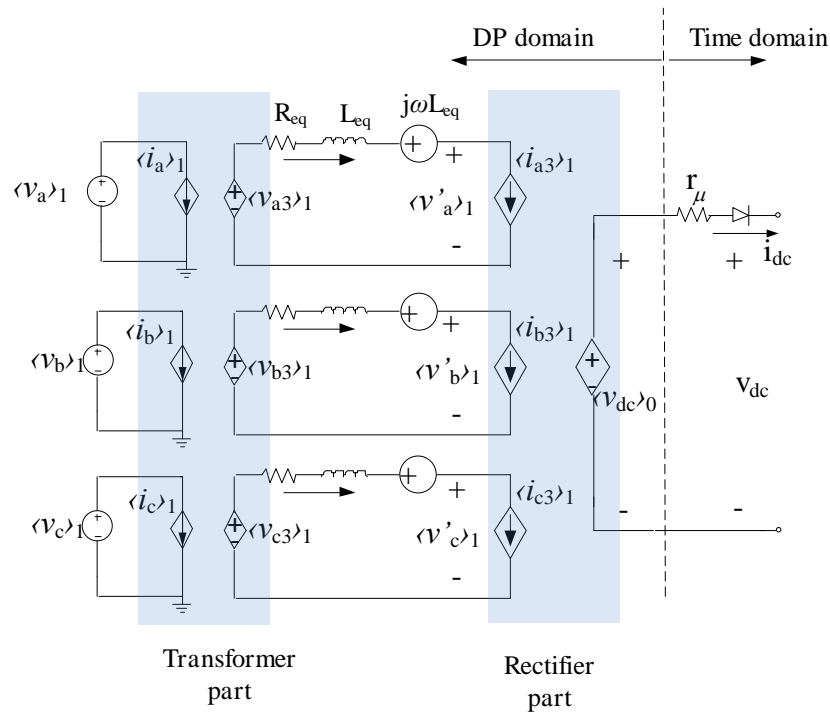 DP domain
Time domain
R_eq
L_eq
jωL_eq
+
‹i_a›_1
‹i_a3›_1
+
+
-
‹v_a›_1
‹v_a3›_1
+
-
‹v'_a›_1
r_μ
-
i_dc
+
+
‹i_b›_1
‹i_b3›_1
+
+
-
‹v_b›_1
‹v_b3›_1
+
-
‹v'_b›_1
+
-
‹v_dc›_0
v_dc
-
‹i_c›_1
‹i_c3›_1
+
+
-
‹v_c›_1
‹v_c3›_1
+
-
‹v'_c›_1
-
-
-
Transformer
part
Rectifier
part